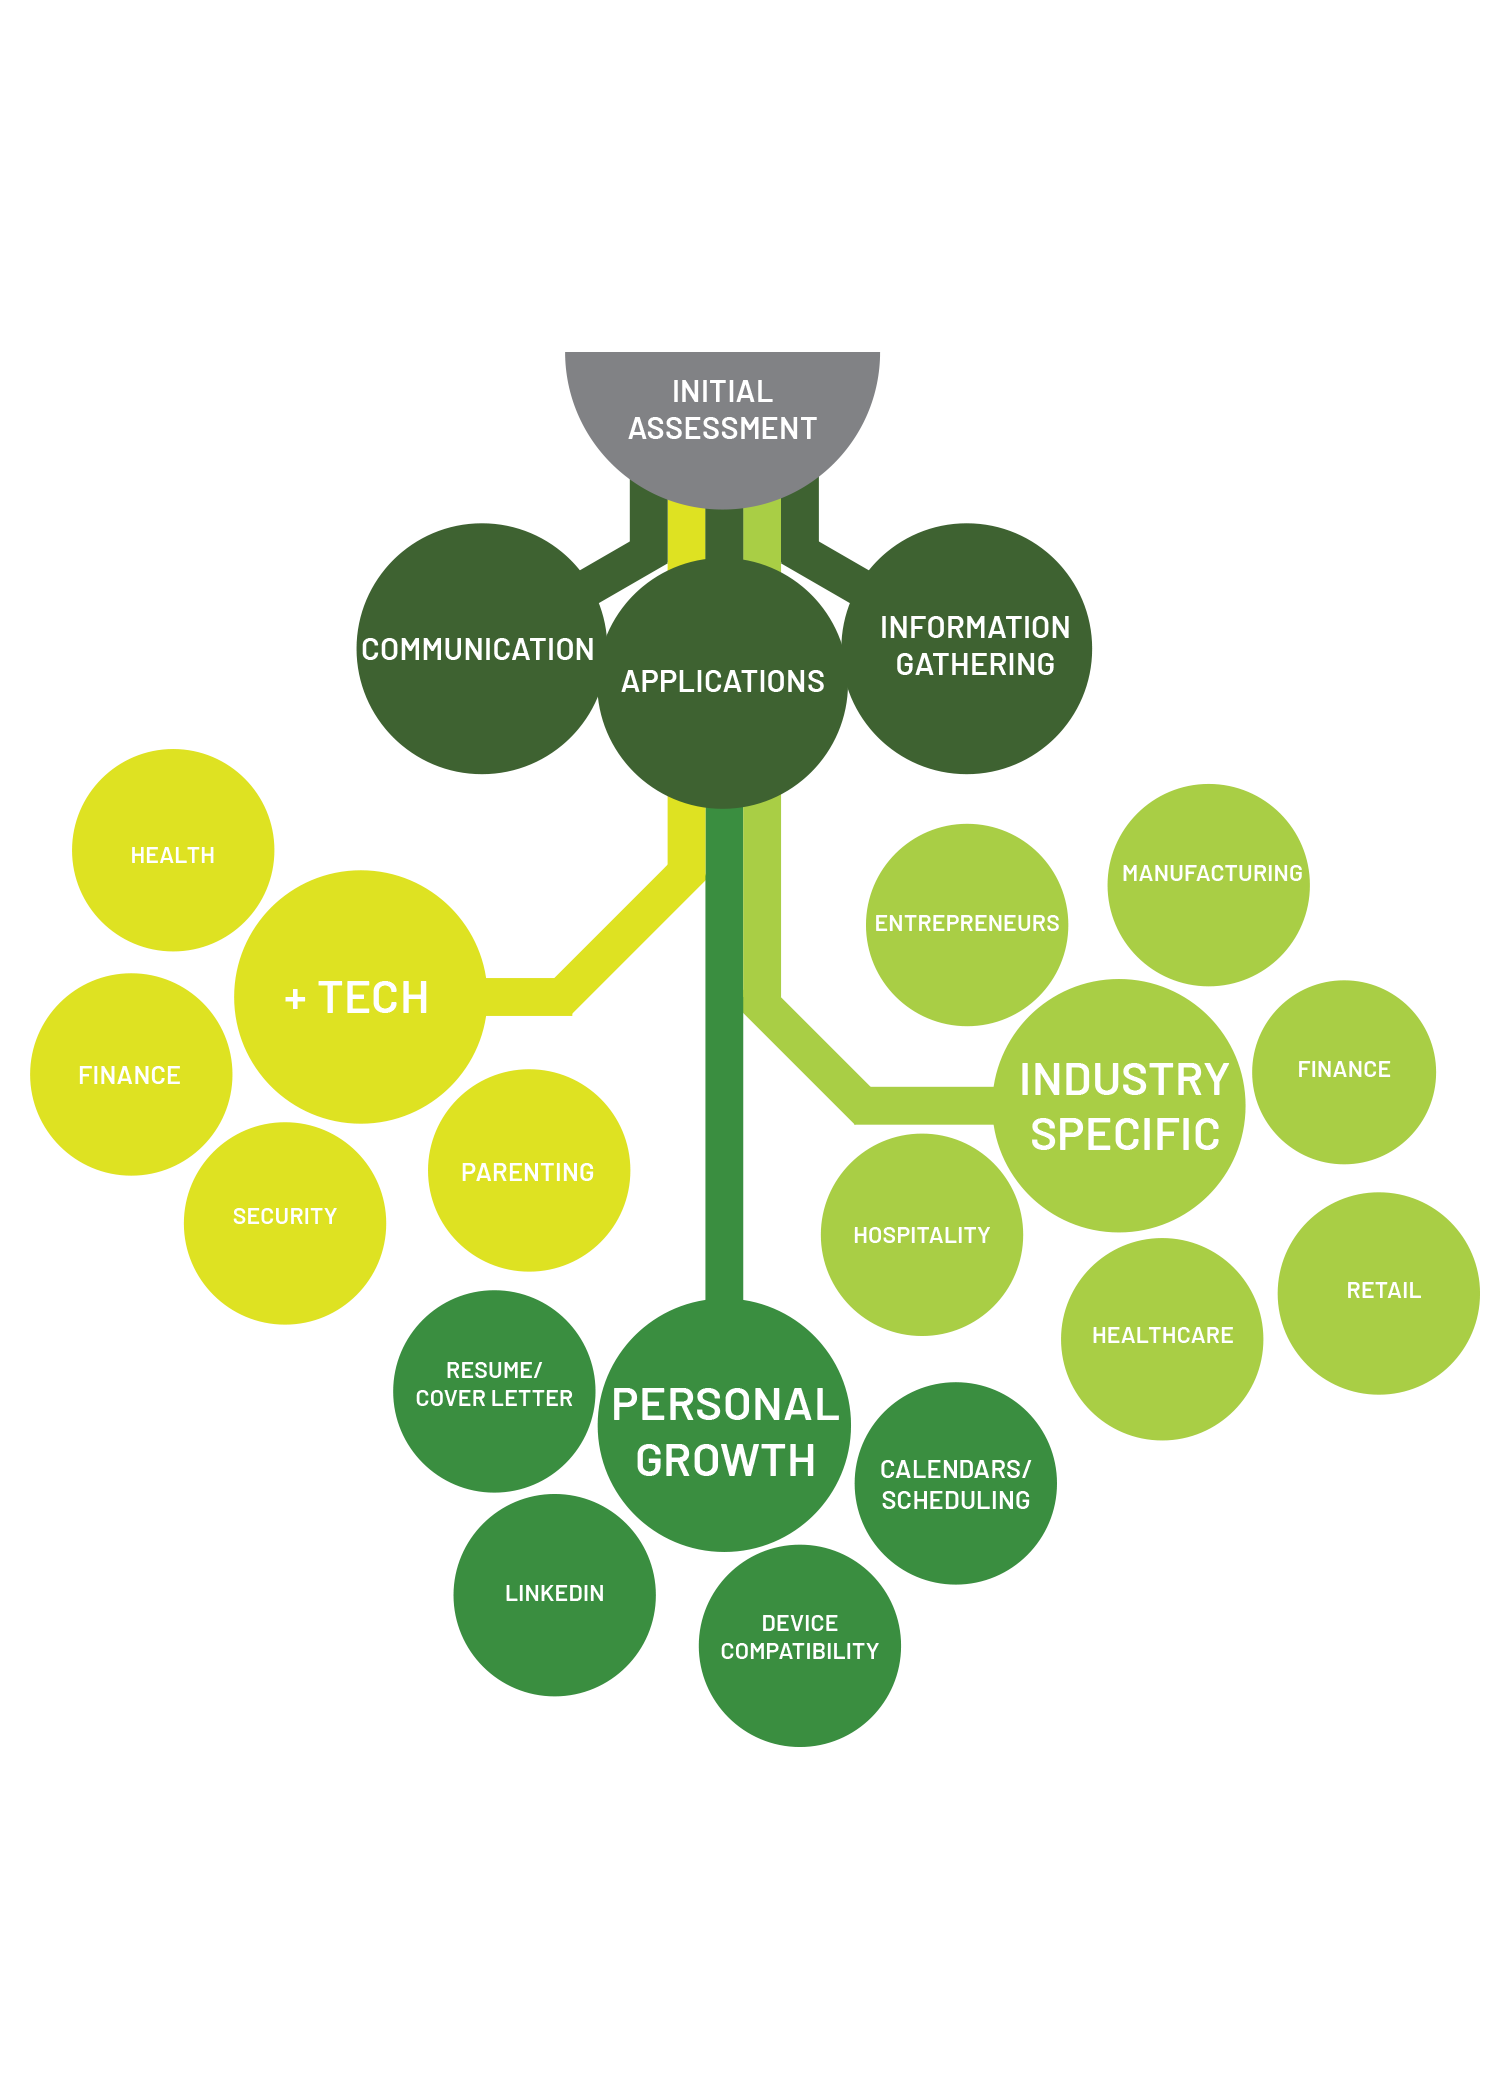 INITIAL
ASSESSMENT
COMMUNICATION
APPLICATIONS
INFORMATION
GATHERING
HEALTH
+ TECH
FINANCE
SECURITY
PARENTING
ENTREPRENEURS
MANUFACTURING
INDUSTRY
SPECIFIC
FINANCE
HOSPITALITY
HEALTHCARE
RETAIL
RESUME/
COVER LETTER
PERSONAL
GROWTH
CALENDARS/
SCHEDULING
LINKEDIN
DEVICE
COMPATIBILITY